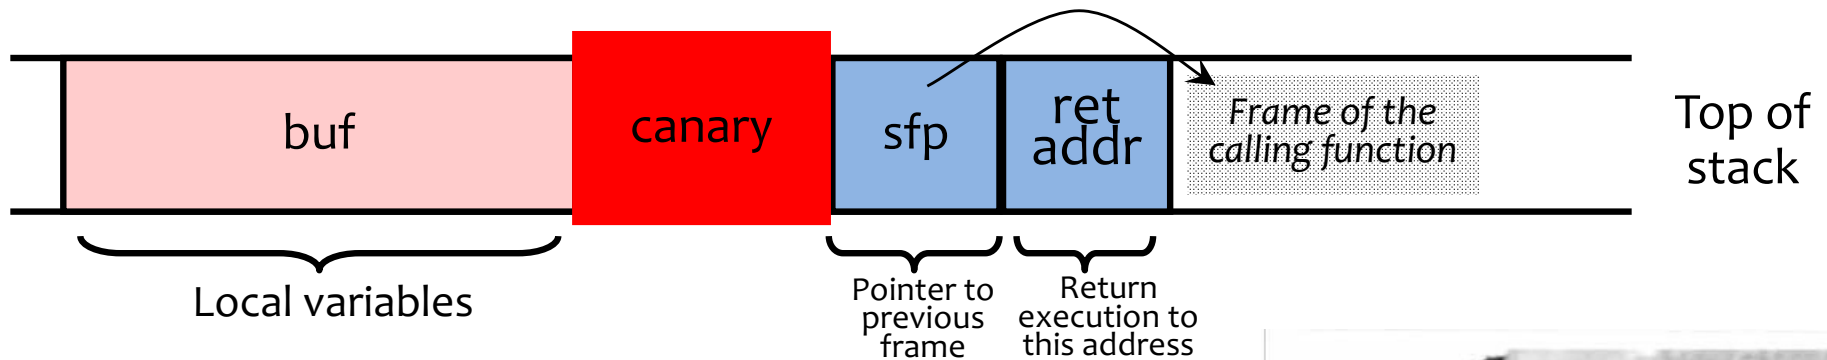 buf
canary
sfp
ret
addr
Frame of the
calling function
Top of
stack
Local variables
Pointer to
previous
frame
Return
execution to
this address